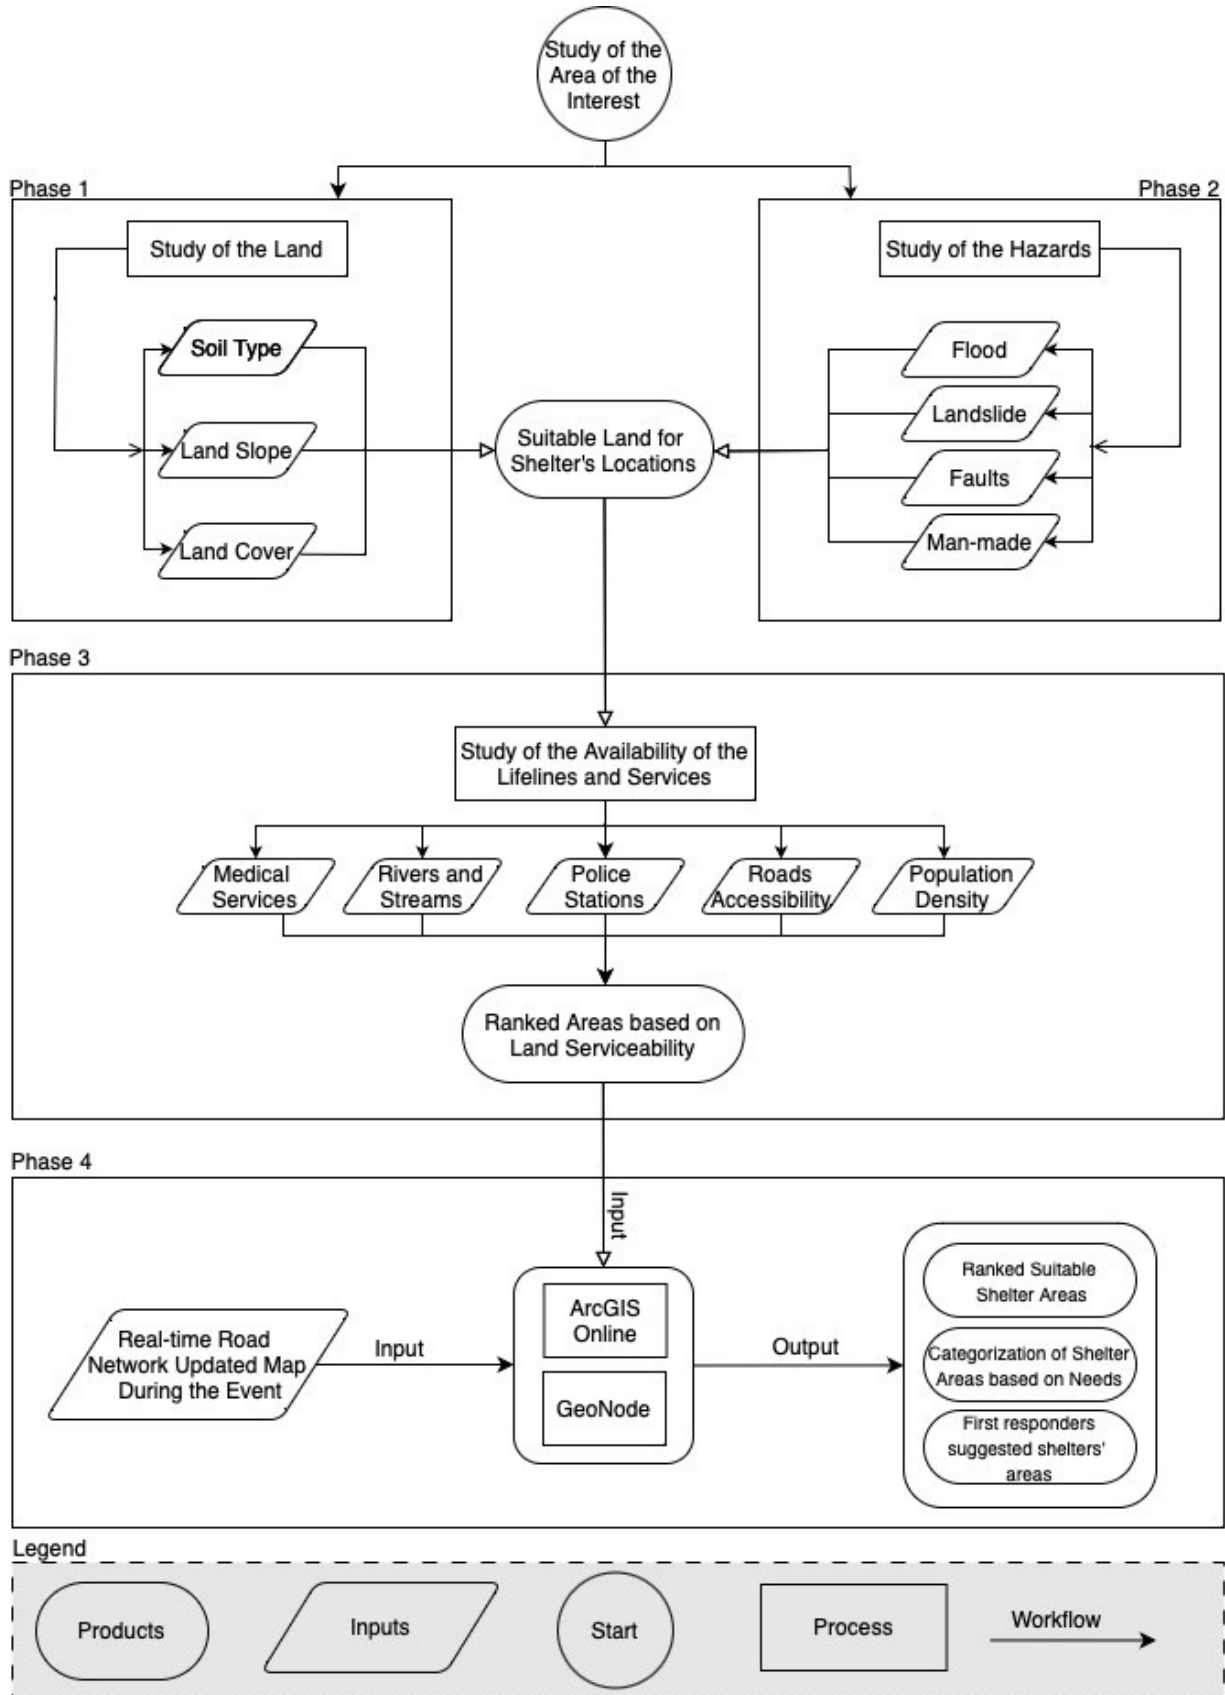 Study of the
Area of the
Interest
Phase 1
Phase 2
Study of the Land
Study of the Hazards
Soil Type
Land Slope
Land Cover
Flood
Landslide
Faults
Man-made
Suitable Land for
Shelter's Locations
Phase 3
Study of the Availability of the
Lifelines and Services
Medical
Services
Rivers and
Streams
Police
Stations
Roads
Accessibility
Population
Density
Ranked Areas based on
Land Serviceability
Phase 4
Input
Real-time Road
Network Updated Map
During the Event
Input
ArcGIS
Online
GeoNode
Output
Ranked Suitable
Shelter Areas
Categorization of Shelter
Areas based on Needs
First responders
suggested shelters'
areas
Legend
Products
Inputs
Start
Process
Workflow